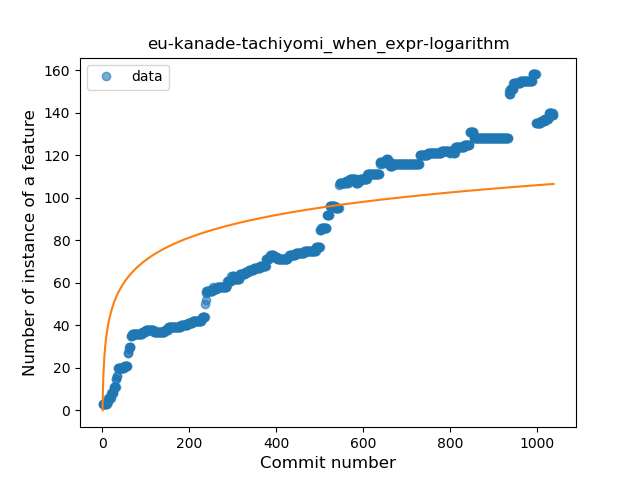 eu-kanade-tachiyomi_when_expr-logarithm
data
Number of instance of a feature
160
140
120
100
80
60
40
20
0
0 200 400 600 800 1000
Commit number